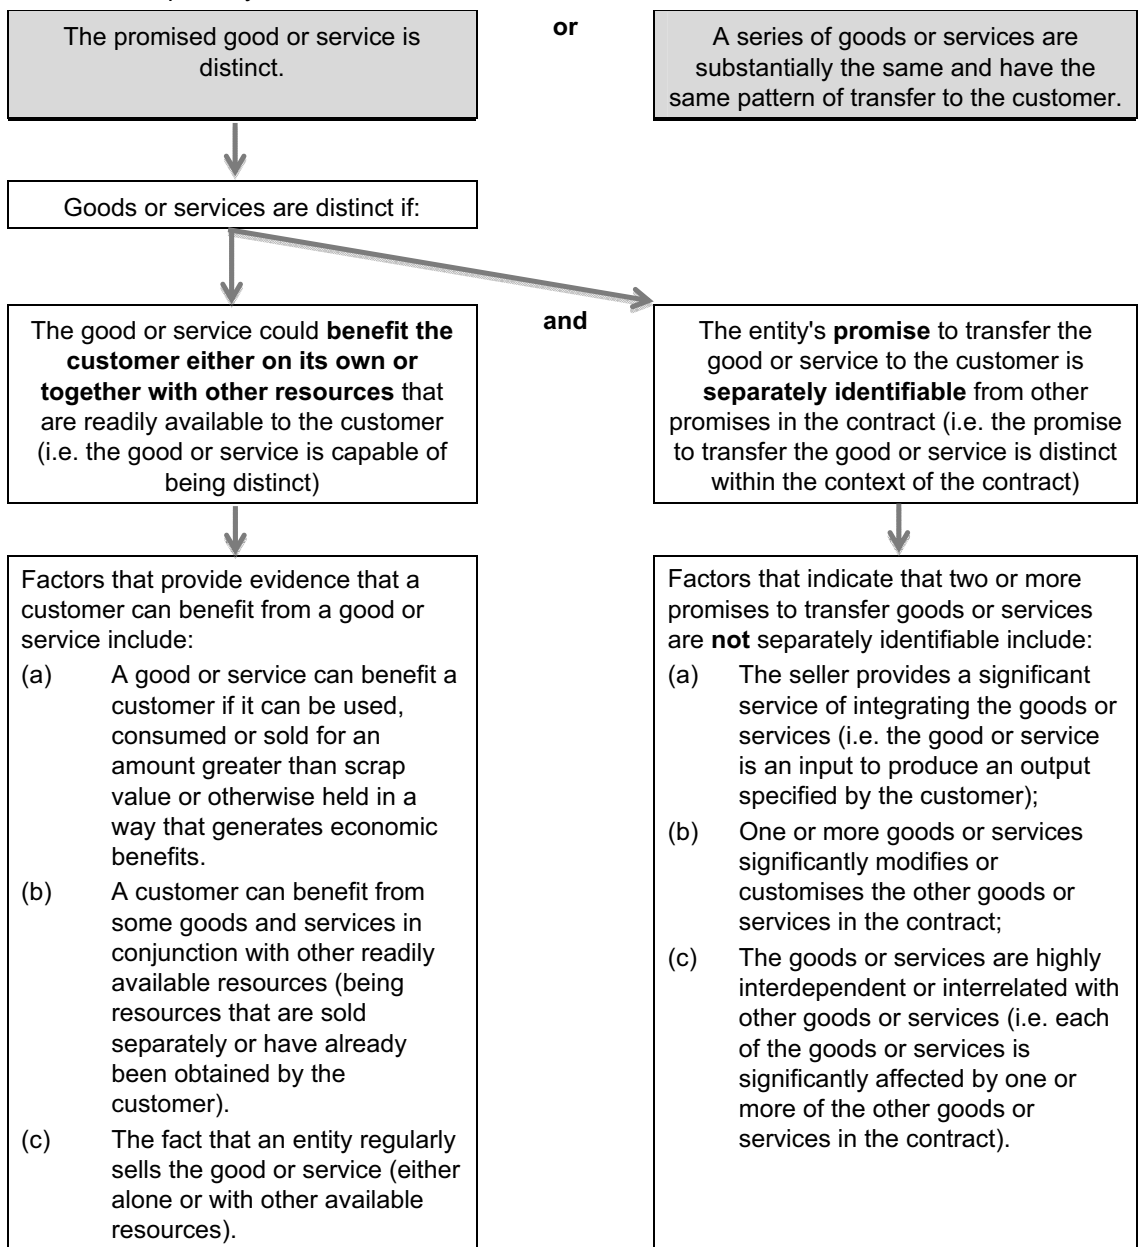 The promised good or service is
distinct.
or
A series of goods or services are
substantially the same and have the
same pattern of transfer to the customer.
Goods or services are distinct if:
The good or service could benefit the
customer either on its own or
together with other resources that
are readily available to the customer
(i.e. the good or service is capable of
being distinct)
and
The entity's promise to transfer the
good or service to the customer is
separately identifiable from other
promises in the contract (i.e. the promise
to transfer the good or service is distinct
within the context of the contract)
Factors that provide evidence that a
customer can benefit from a good or
service include:
(a) A good or service can benefit a
customer if it can be used,
consumed or sold for an
amount greater than scrap
value or otherwise held in a
way that generates economic
benefits.
(b) A customer can benefit from
some goods and services in
conjunction with other readily
available resources (being
resources that are sold
separately or have already
been obtained by the
customer).
(c) The fact that an entity regularly
sells the good or service (either
alone or with other available
resources).
Factors that indicate that two or more
promises to transfer goods or services
are not separately identifiable include:
(a) The seller provides a significant
service of integrating the goods or
services (i.e. the good or service
is an input to produce an output
specified by the customer);
(b) One or more goods or services
significantly modifies or
customises the other goods or
services in the contract;
(c) The goods or services are highly
interdependent or interrelated with
other goods or services (i.e. each
of the goods or services is
significantly affected by one or
more of the other goods or
services in the contract).